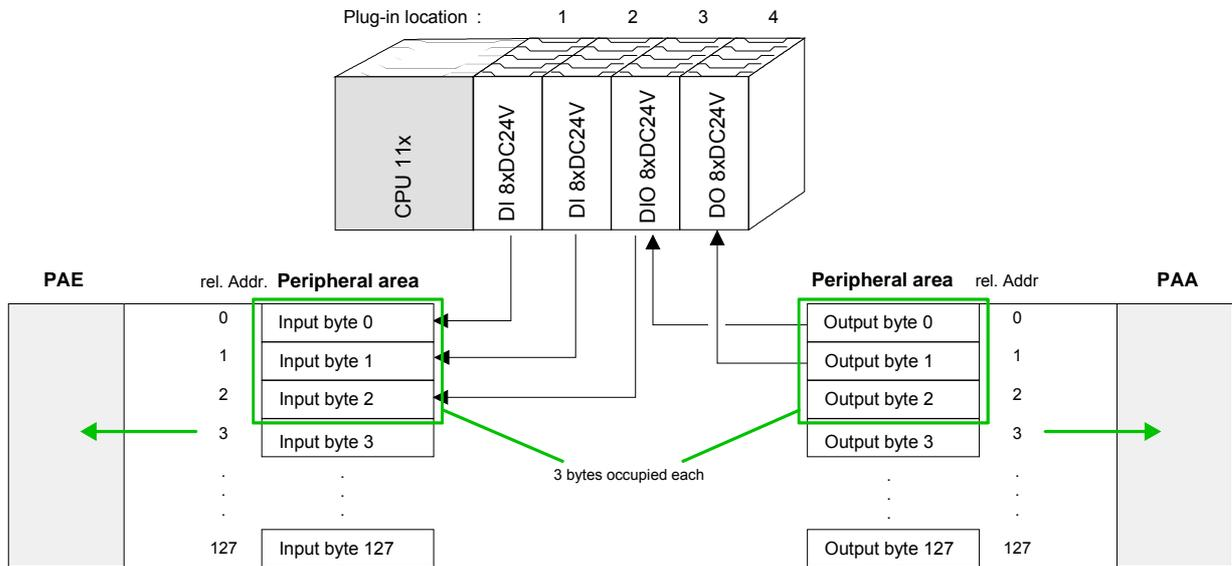 Plug-in location : 1 2 3 4
CPU 11x
DI 8xDC24V
DI 8xDC24V
DIO 8xDC24V
DO 8xDC24V
PAE rel. Addr. Peripheral area Peripheral area rel. Addr PAA
0 Input byte 0 Output byte 0 0
1 Input byte 1 Output byte 1 1
2 Input byte 2 Output byte 2 2
3 Input byte 3 Output byte 3 3
3 bytes occupied each
. . . .
. . . .
. . . .
127 Input byte 127 Output byte 127 127